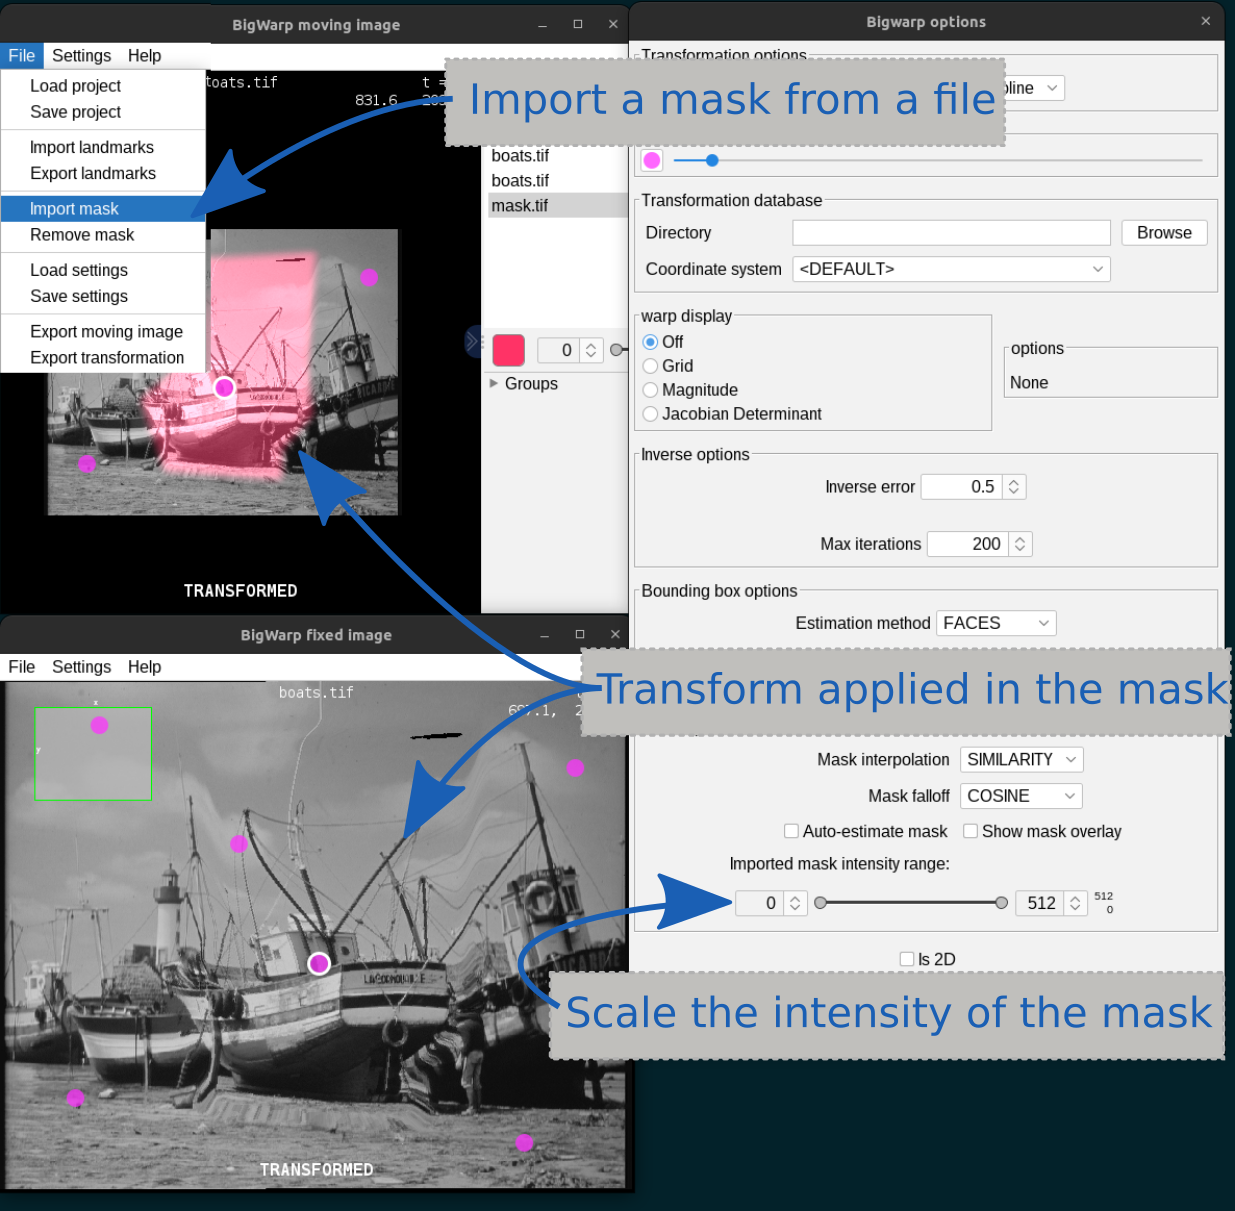 BigWarp moving image
File Settings Help
Load project
Save project
Import landmarks
Export landmarks
Import mask
Remove mask
Load settings
Save settings
Export moving image
Export transformation
boats.tif
t =
831.6
boats.tif
boats.tif
mask.tif
0
Groups
TRANSFORMED
Import a mask from a file
Bigwarp options
Transformation options
Transformation database
Directory
Browse
Coordinate system <DEFAULT>
warp display
Off
Grid
Magnitude
Jacobian Determinant
options
None
Inverse options
Inverse error 0.5
Max iterations 200
Bounding box options
Estimation method FACES
Transform applied in the mask
Mask interpolation SIMILARITY
Mask falloff COSINE
Auto-estimate mask Show mask overlay
Imported mask intensity range:
0 512 512
0
Is 2D
Scale the intensity of the mask
BigWarp fixed image
File Settings Help
boats.tif
x
y
TRANSFORMED